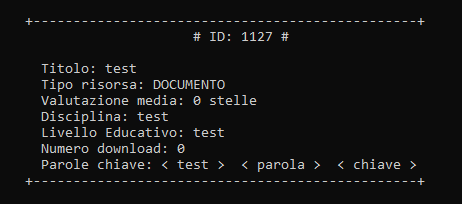 +------------------------------------------------+
# ID: 1127 #
Titolo: test
Tipo risorsa: DOCUMENTO
Valutazione media: 0 stelle
Disciplina: test
Livello Educativo: test
Numero download: 0
Parole chiave: < test >  < parola >  < chiave >
+------------------------------------------------+